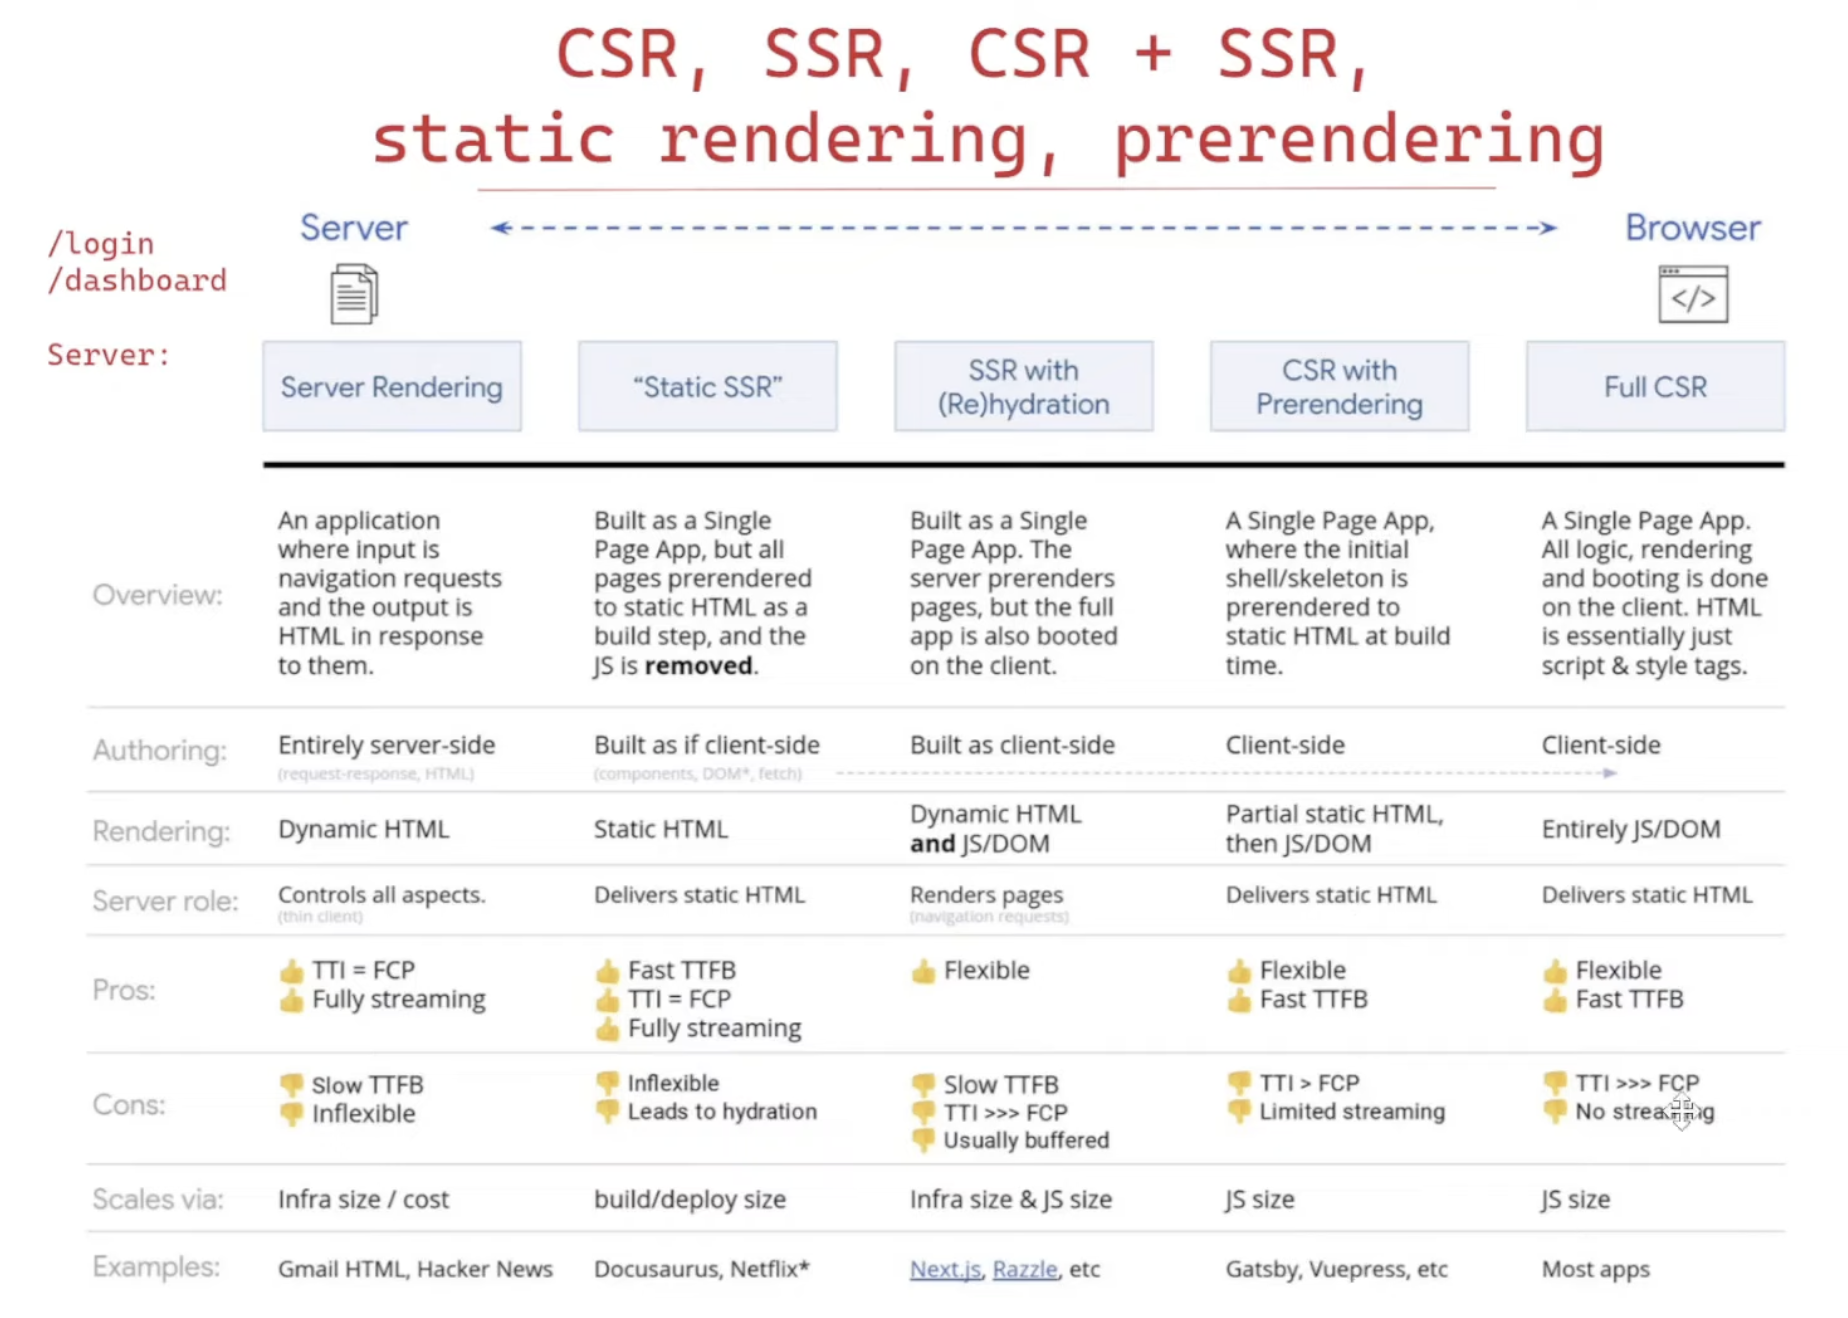 CSR, SSR, CSR + SSR,
static rendering, prerendering
/login
/dashboard
Server:
Server
Browser
</>
Server Rendering
“Static SSR”
SSR with
(Re)hydration
CSR with
Prerendering
Full CSR
Overview:
An application
where input is
navigation requests
and the output is
HTML in response
to them.
Built as a Single
Page App, but all
pages prerendered
to static HTML as a
build step, and the
JS is removed.
Built as a Single
Page App. The
server prerenders
pages, but the full
app is also booted
on the client.
A Single Page App,
where the initial
shell/skeleton is
prerendered to
static HTML at build
time.
A Single Page App.
All logic, rendering
and booting is done
on the client. HTML
is essentially just
script & style tags.
Authoring:
Entirely server-side
(request-response, HTML)
Built as if client-side
(components, DOM*, fetch)
Built as client-side
Client-side
Client-side
Rendering:
Dynamic HTML
Static HTML
Dynamic HTML
and JS/DOM
Partial static HTML,
then JS/DOM
Entirely JS/DOM
Server role:
Controls all aspects.
(thin client)
Delivers static HTML
Renders pages
(navigation requests)
Delivers static HTML
Delivers static HTML
Pros:
👍 TTI = FCP
👍 Fully streaming
👍 Fast TTFB
👍 TTI = FCP
👍 Fully streaming
👍 Flexible
👍 Flexible
👍 Fast TTFB
👍 Flexible
👍 Fast TTFB
Cons:
👎 Slow TTFB
👎 Inflexible
👎 Inflexible
👎 Leads to hydration
👎 Slow TTFB
👎 TTI >>> FCP
👎 Usually buffered
👎 TTI > FCP
👎 Limited streaming
👎 TTI >>> FCP
👎 No streaming
Scales via:
Infra size / cost
build/deploy size
Infra size & JS size
JS size
JS size
Examples:
Gmail HTML, Hacker News
Docusaurus, Netflix*
Next.js, Razzle, etc
Gatsby, Vuepress, etc
Most apps